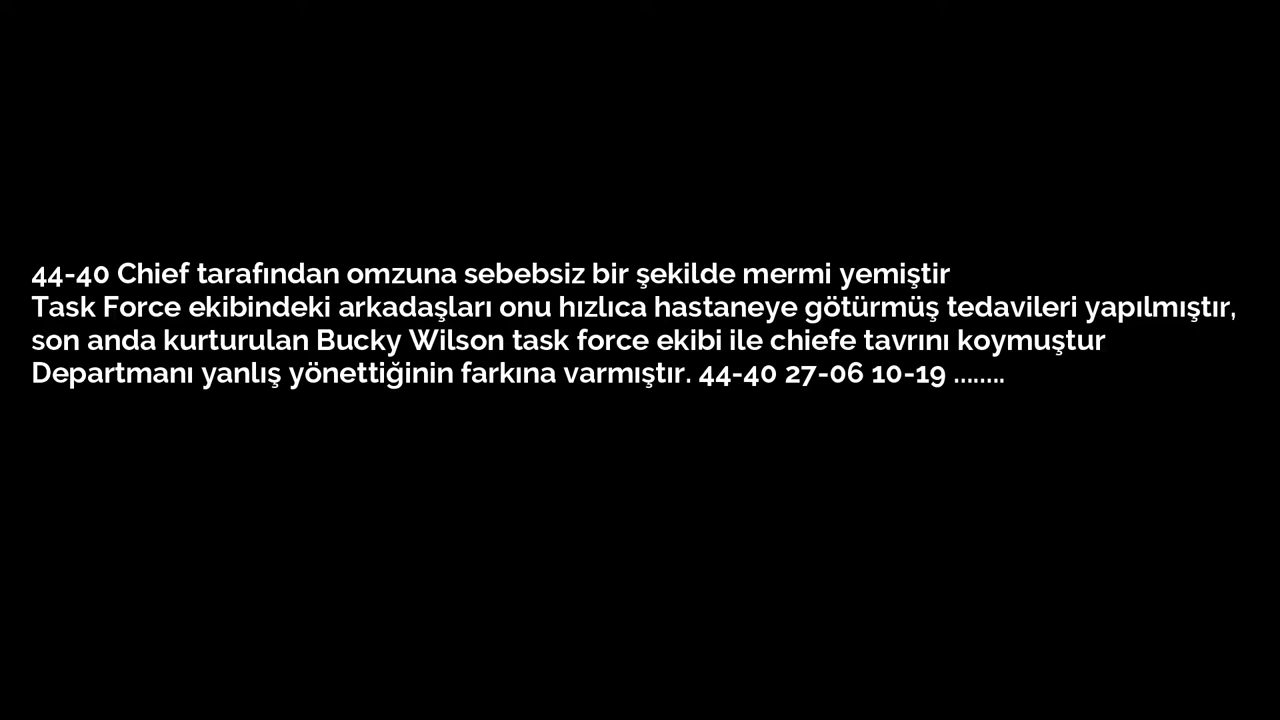 44-40 Chief tarafından omzuna sebebsiz bir şekilde mermi yemiştir
Task Force ekibindeki arkadaşları onu hızlıca hastaneye götürmüş tedavileri yapılmıştır,
son anda kurturulan Bucky Wilson task force ekibi ile chiefe tavrını koymuştur
Departmanı yanlış yönettiğinin farkına varmıştır. 44-40 27-06 10-19 ........